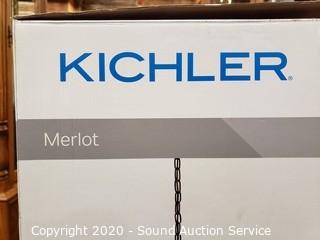 KICHLER®
Merlot
Copyright 2020 - Sound Auction Service